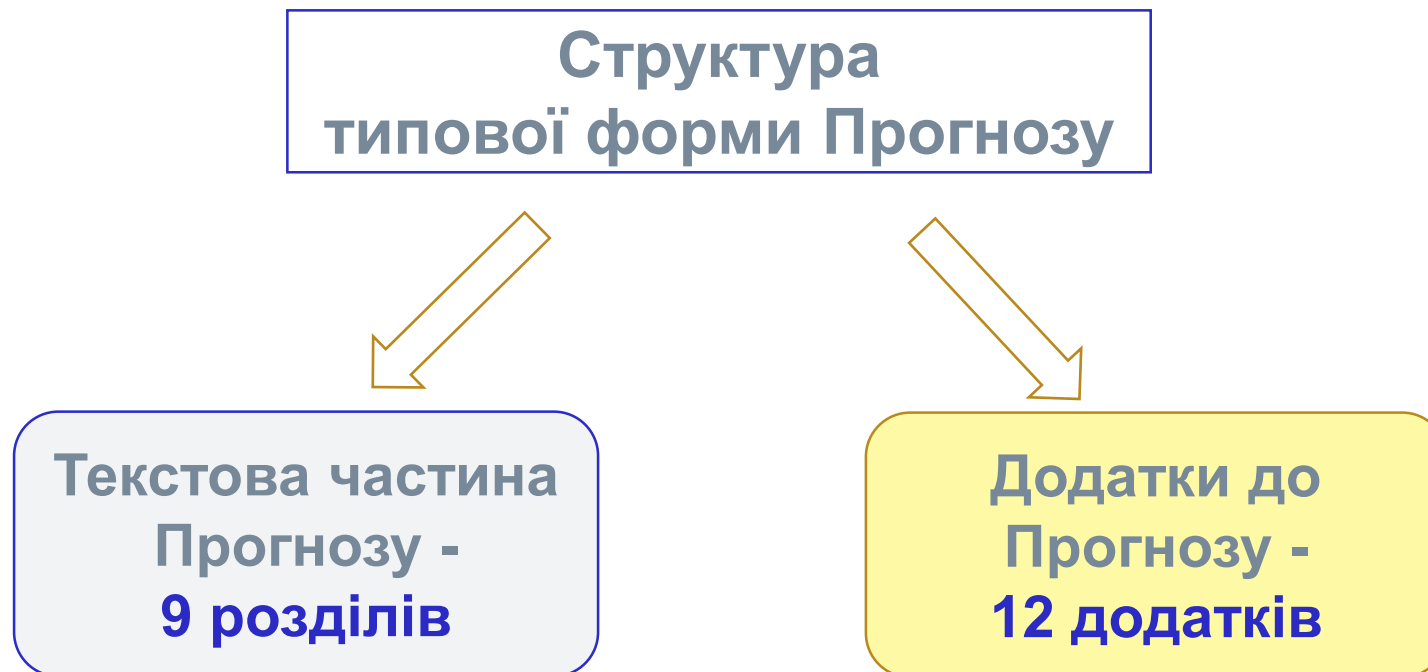 Структура
типової форми Прогнозу
Текстова частина
Прогнозу -
9 розділів
Додатки до
Прогнозу -
12 додатків